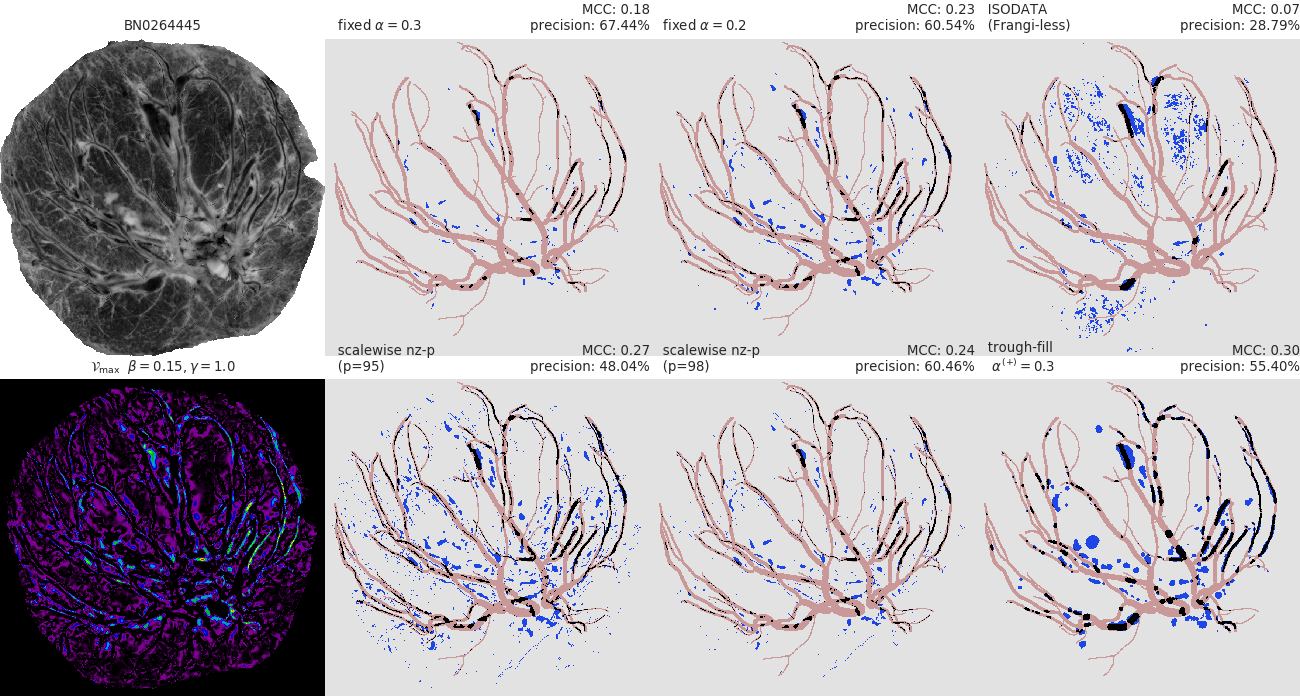 BN0264445
fixed α = 0.3
MCC: 0.18
precision: 67.44%
fixed α = 0.2
MCC: 0.23
precision: 60.54%
ISODATA
(Frangi-less)
MCC: 0.07
precision: 28.79%
𝒱max β = 0.15, γ = 1.0
scalewise nz-p
(p=95)
MCC: 0.27
precision: 48.04%
scalewise nz-p
(p=98)
MCC: 0.24
precision: 60.46%
trough-fill
α(+) = 0.3
MCC: 0.30
precision: 55.40%